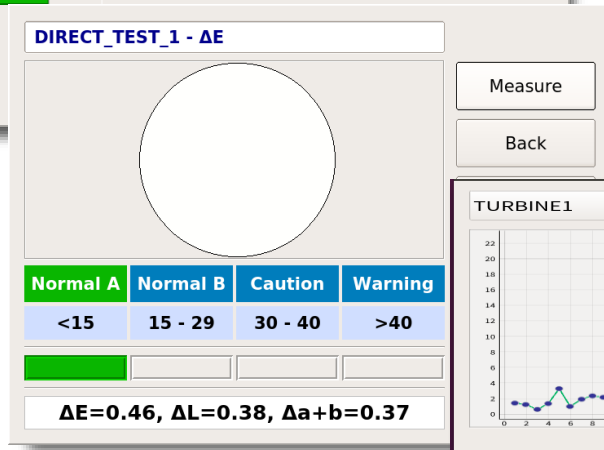 DIRECT_TEST_1 - ΔE
Measure
Back
Normal A Normal B Caution Warning
<15 15 - 29 30 - 40 >40
ΔE=0.46, ΔL=0.38, Δa+b=0.37
TURBINE1
22
20
18
16
14
12
10
8
6
4
2
0
0 2 4 6 8